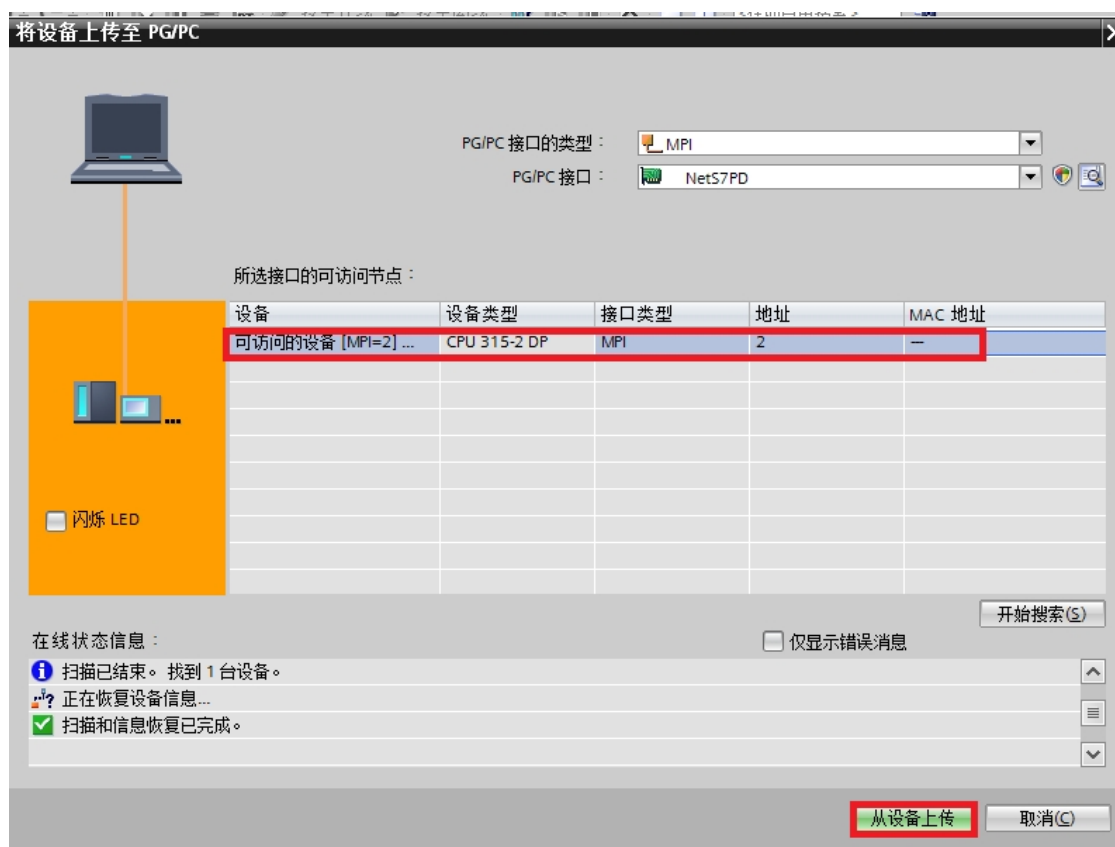 将设备上传至 PG/PC
PG/PC 接口的类型： MPI
PG/PC 接口： NetS7PD
所选接口的可访问节点：
设备 设备类型 接口类型 地址 MAC 地址
可访问的设备 [MPI=2] ... CPU 315-2 DP MPI 2 —
闪烁 LED
开始搜索(S)
在线状态信息： 仅显示错误消息
扫描已结束。找到 1 台设备。
正在恢复设备信息...
扫描和信息恢复已完成。
从设备上传 取消(C)